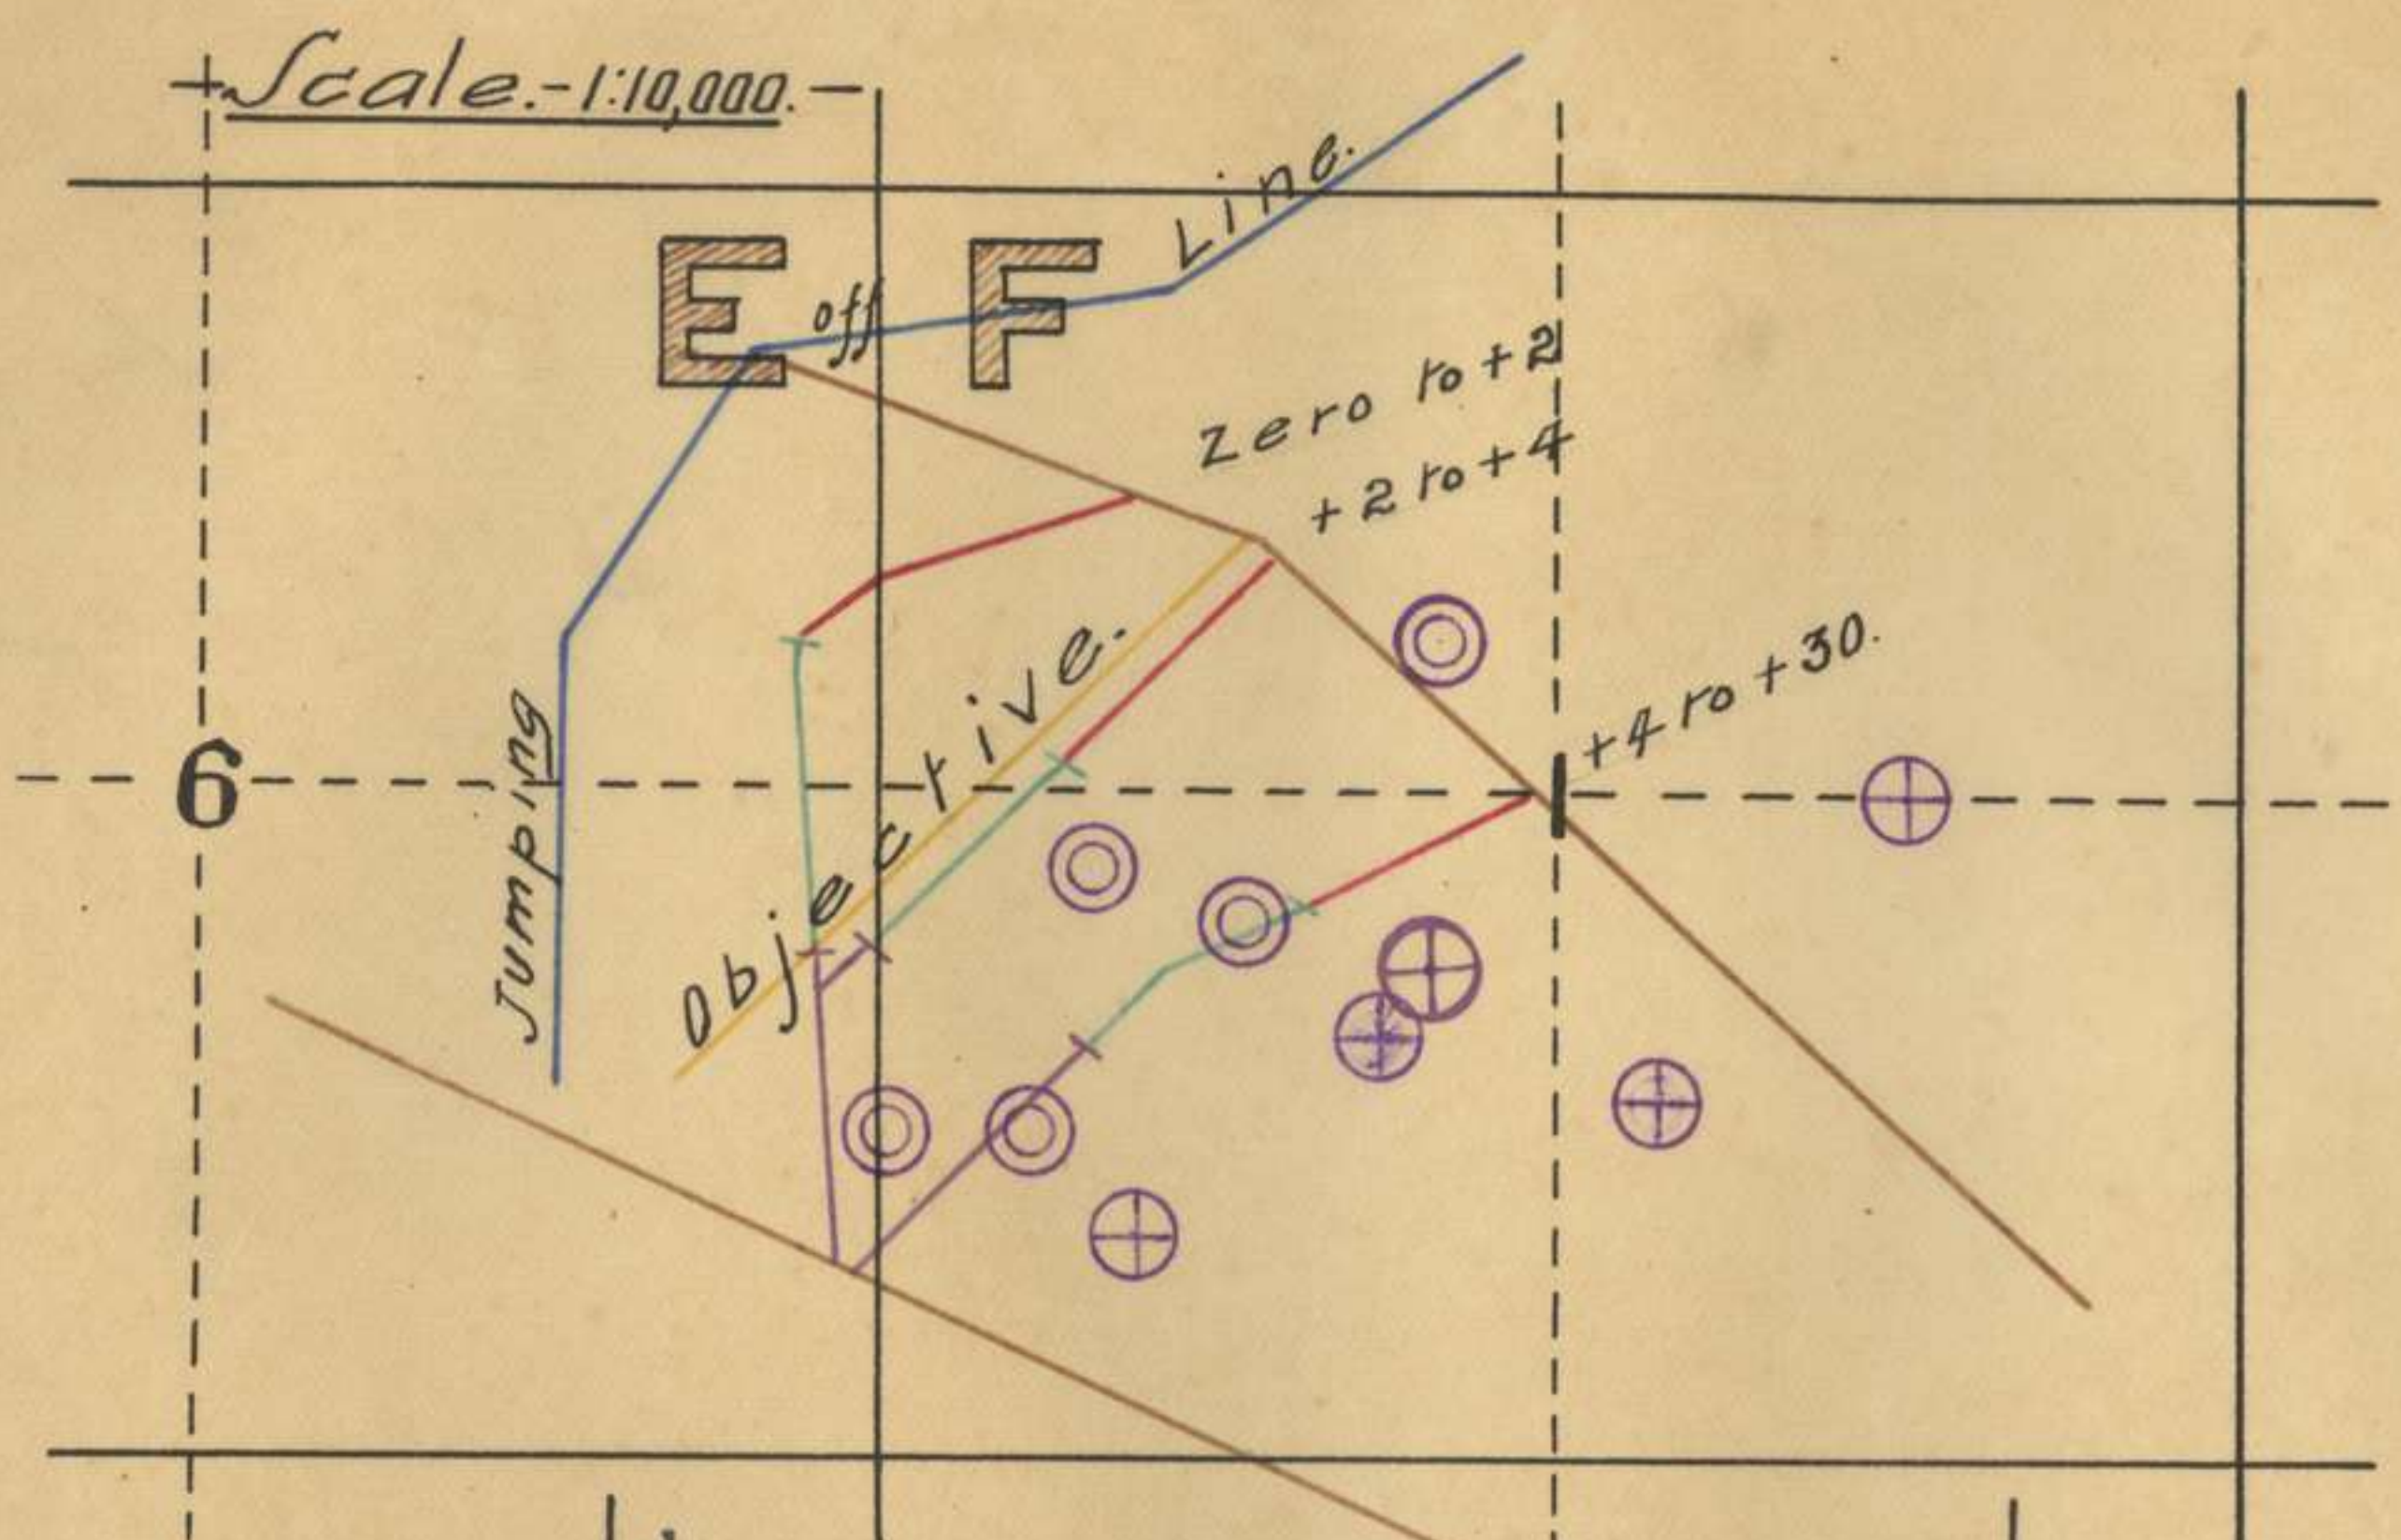 Scale.-1:10,000.
E F
Jumping off Line.
Zero to +2
+2 to +4
+4 to +30.
Objective.
6